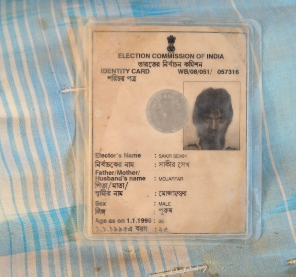 ELECTION COMMISSION OF INDIA
ভারতের নির্বাচন কমিশন
IDENTITY CARD WB/08/051/ 057316
পরিচয় পত্র
Elector's Name : SAKIR SEIKH
নির্বাচকের নাম : সাকীর সেখ
Father/Mother/
Husband's name : MOJAFFAR
পিতা/মাতা/
স্বামীর নাম :
Sex : MALE
লিঙ্গ : পুরুষ
Age as on 1.1.1995 :